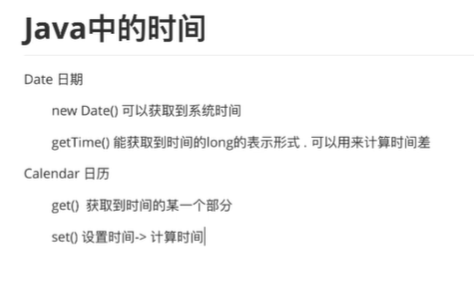 Java中的时间
Date 日期
new Date() 可以获取到系统时间
getTime() 能获取到时间的long的表示形式 . 可以用来计算时间差
Calendar 日历
get()  获取到时间的某一个部分
set() 设置时间-> 计算时间